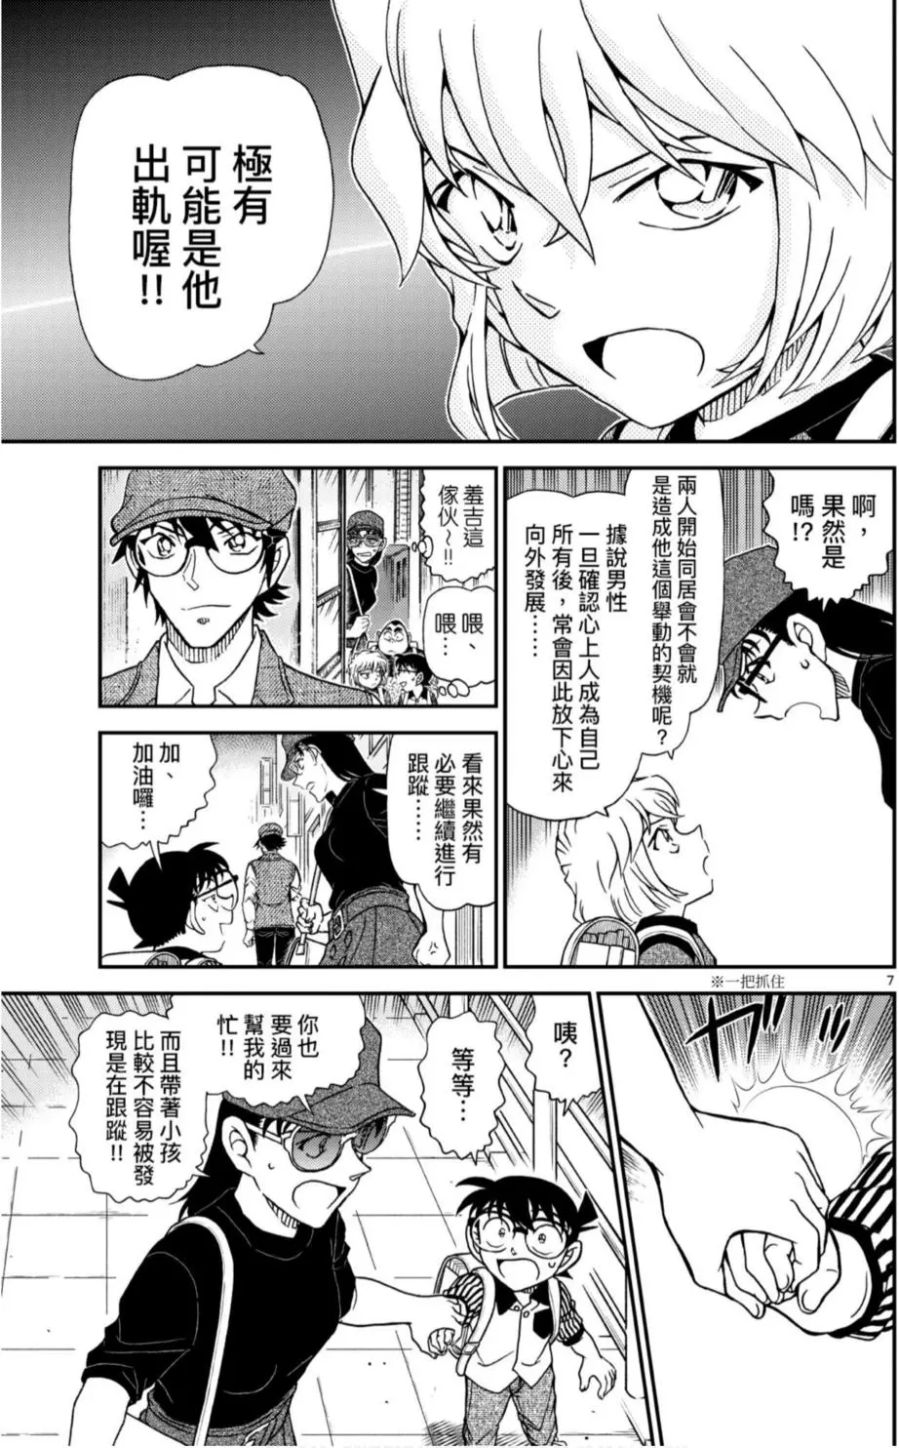 極有
可能是他
出軌喔!!
啊,
果然是
嗎!?
兩人開始同居會不會就
是造成他這個舉動的契機呢?
據說男性
一旦確認心上人成為自己
所有後,常會因此放下心來
向外發展……
羞吉這
傢伙~!!
喂、
喂…
看來果然有
必要繼續進行
跟蹤……
加、
加油囉…
7
※一把抓住
ガッ
咦?
等等…
你也
要過來
幫我的
忙!!
而且帶著小孩
比較不容易被發
現是在跟蹤!!